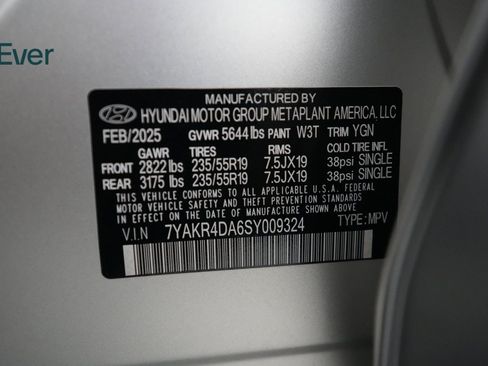 Ever
MANUFACTURED BY
HYUNDAI MOTOR GROUP METAPLANT AMERICA, LLC
FEB/2025 GVWR 5644 lbs PAINT W3T TRIM YGN
GAWR TIRES RIMS COLD TIRE INFL
FRONT 2822 lbs 235/55R19 7.5JX19 38psi SINGLE
REAR 3175 lbs 235/55R19 7.5JX19 38psi SINGLE
THIS VEHICLE CONFORMS TO ALL APPLICABLE U.S.A. FEDERAL
MOTOR VEHICLE SAFETY AND THEFT PREVENTION STANDARDS
IN EFFECT ON THE DATE OF MANUFACTURE SHOWN ABOVE.
V.I.N 7YAKR4DA6SY009324 TYPE: MPV